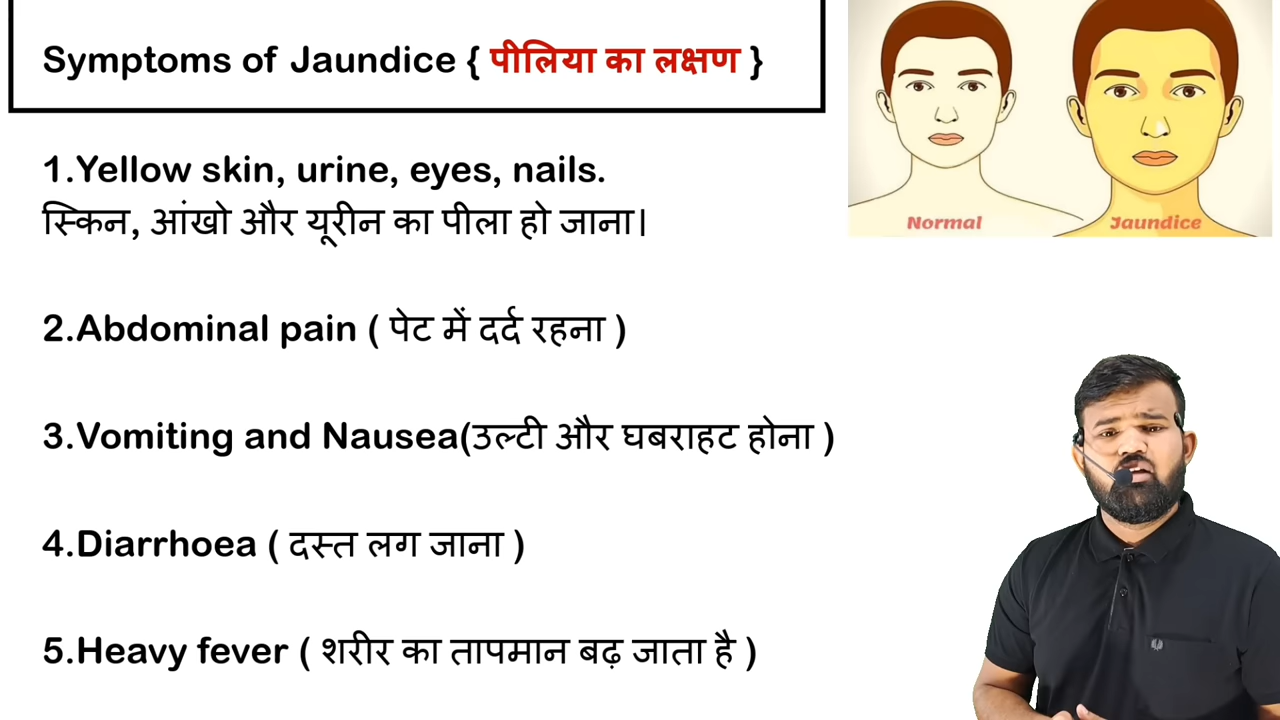 Symptoms of Jaundice { पीलिया का लक्षण }
Normal
Jaundice
1.Yellow skin, urine, eyes, nails.
स्किन, आंखो और यूरीन का पीला हो जाना।
2.Abdominal pain ( पेट में दर्द रहना )
3.Vomiting and Nausea(उल्टी और घबराहट होना )
4.Diarrhoea ( दस्त लग जाना )
5.Heavy fever ( शरीर का तापमान बढ़ जाता है )